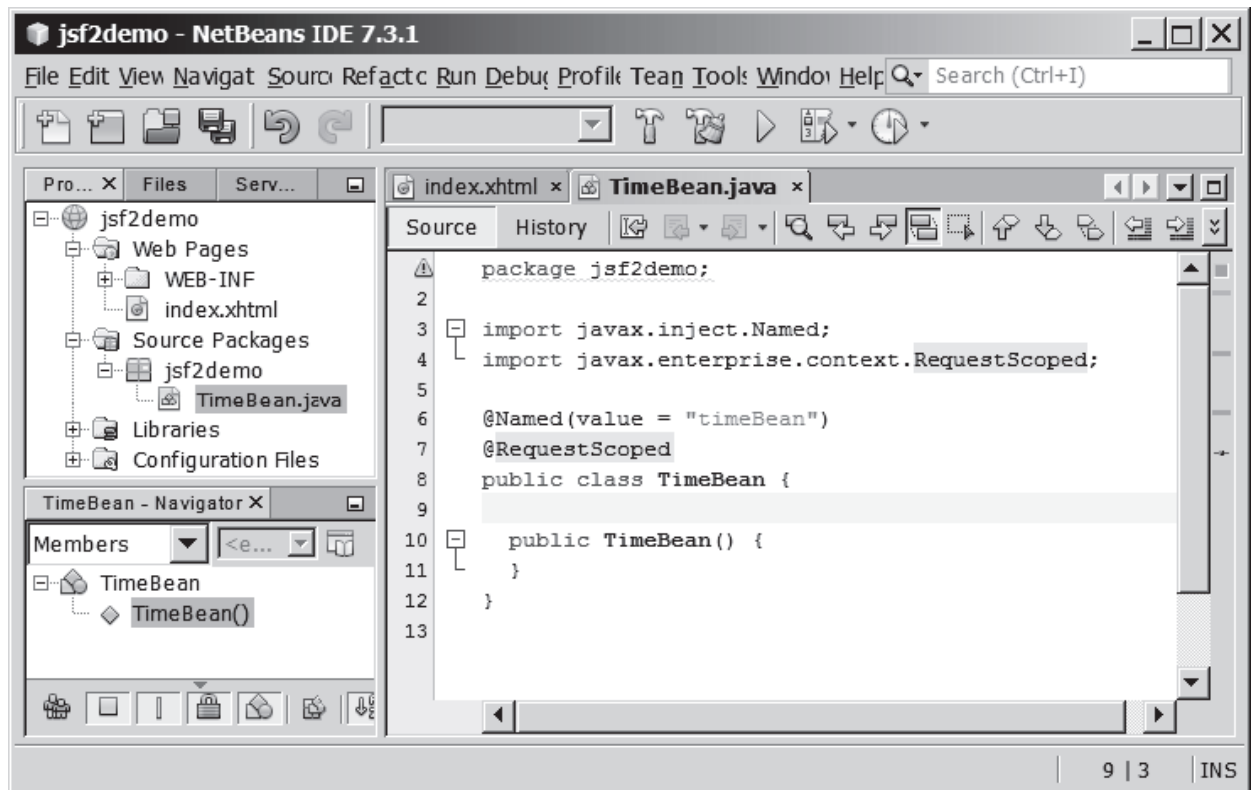 jsf2demo - NetBeans IDE 7.3.1
File Edit View Navigat Sourc Refactc Run Debug Profile Tean Tools Window Help Search (Ctrl+I)
Pro... Files Serv...
jsf2demo
Web Pages
WEB-INF
index.xhtml
Source Packages
jsf2demo
TimeBean.java
Libraries
Configuration Files
TimeBean - Navigator
Members <e...
TimeBean
TimeBean()
index.xhtml TimeBean.java
Source History
package jsf2demo;
2
3 import javax.inject.Named;
4 import javax.enterprise.context.RequestScoped;
5
6 @Named(value = "timeBean")
7 @RequestScoped
8 public class TimeBean {
9
10 public TimeBean() {
11 }
12 }
13
9 | 3 INS